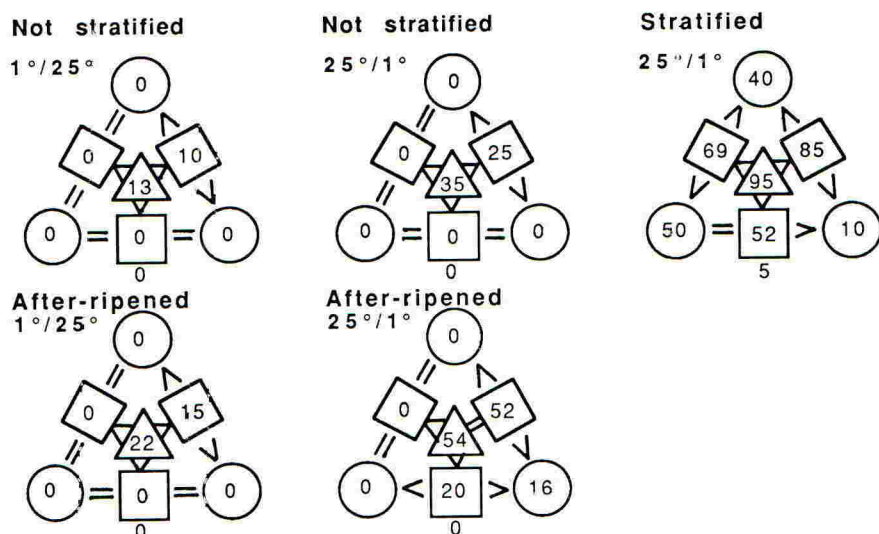 Not stratified
1°/25°
0
0 10
13
0 = 0 = 0
0
Not stratified
25°/1°
0
0 25
35
0 = 0 = 0
0
Stratified
25°/1°
40
69 85
95
50 = 52 > 10
5
After-ripened
1°/25°
0
0 15
22
0 = 0 = 0
0
After-ripened
25°/1°
0
0 52
54
0 < 20 > 16
0